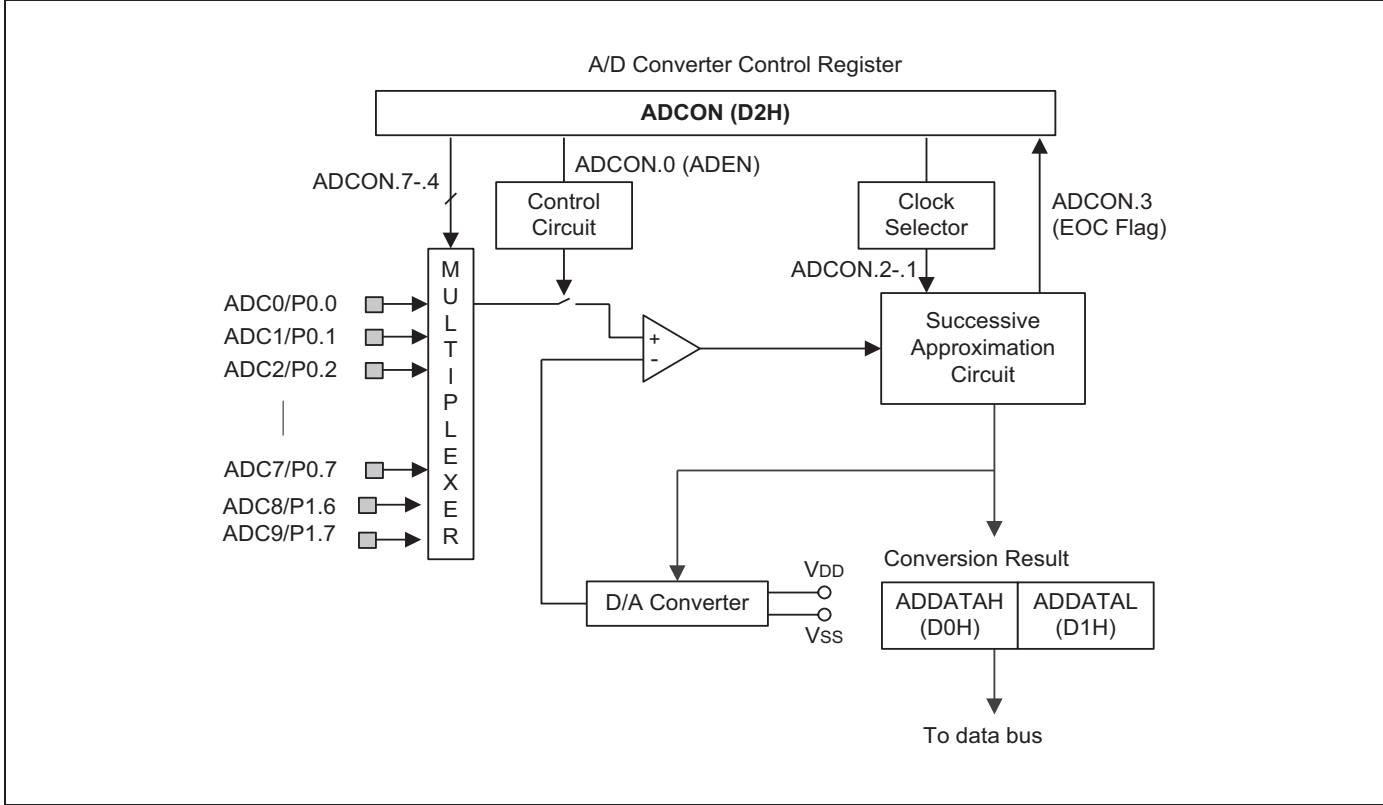 A/D Converter Control Register
ADCON (D2H)
ADCON.7-.4
ADCON.0 (ADEN)
Control
Circuit
Clock
Selector
ADCON.3
(EOC Flag)
ADCON.2-.1
MULTIPLEXER
ADC0/P0.0
ADC1/P0.1
ADC2/P0.2
ADC7/P0.7
ADC8/P1.6
ADC9/P1.7
+
-
Successive
Approximation
Circuit
D/A Converter
VDD
VSS
Conversion Result
ADDATAH
(D0H)
ADDATAL
(D1H)
To data bus